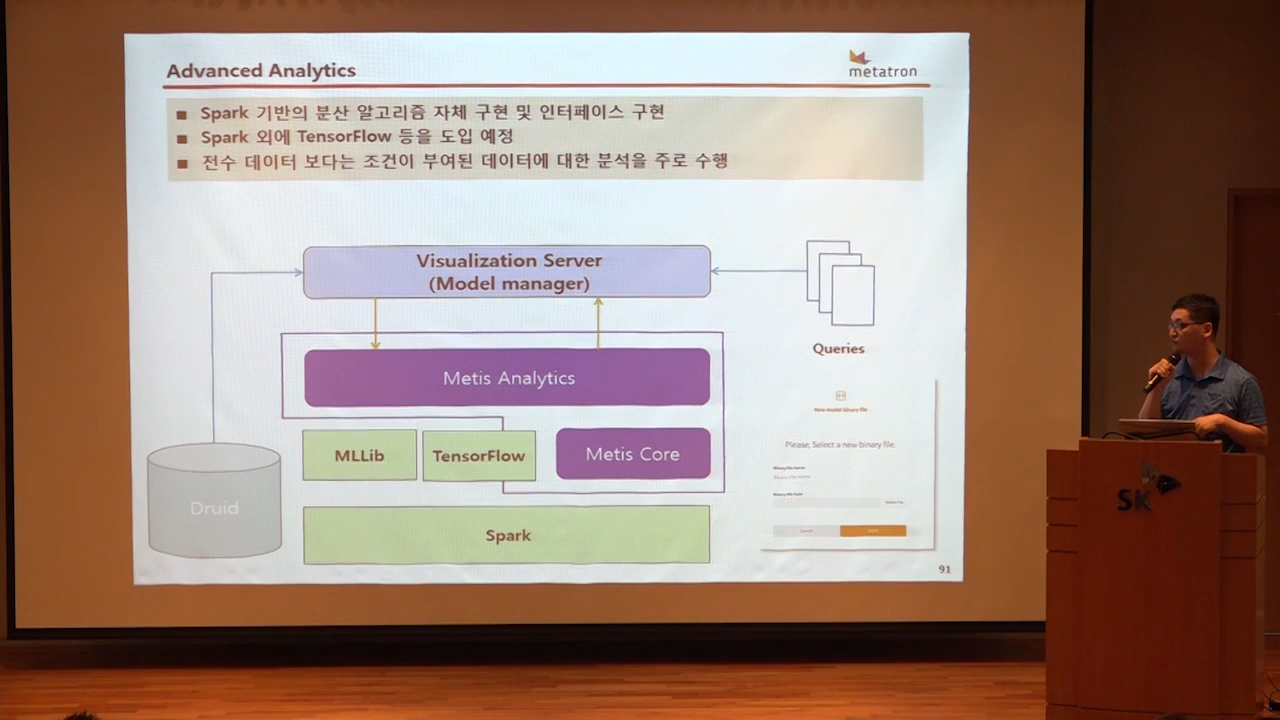 Advanced Analytics
metatron
Spark 기반의 분산 알고리즘 자체 구현 및 인터페이스 구현
Spark 외에 TensorFlow 등을 도입 예정
전수 데이터 보다는 조건이 부여된 데이터에 대한 분석을 주로 수행
Visualization Server
(Model manager)
Queries
Metis Analytics
New model binary file
Please, Select a new binary file.
MLLib
TensorFlow
Metis Core
Druid
Spark
91
SK